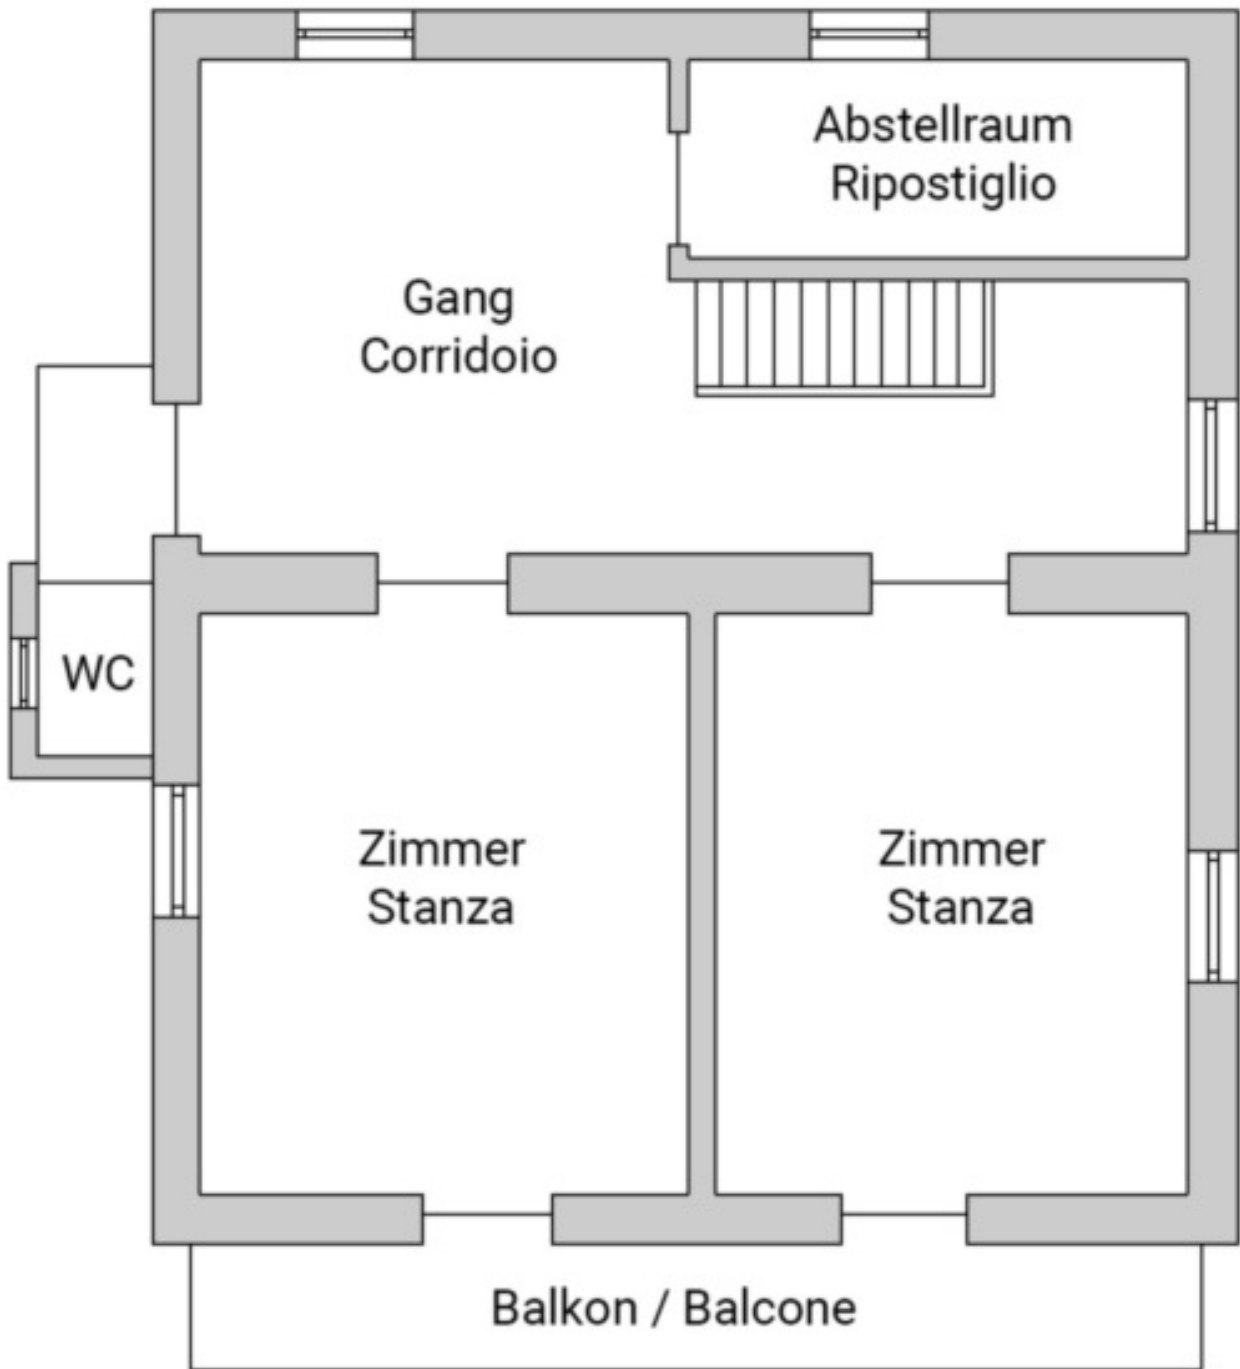 Abstellraum
Ripostiglio
Gang
Corridoio
WC
Zimmer
Stanza
Zimmer
Stanza
Balkon / Balcone